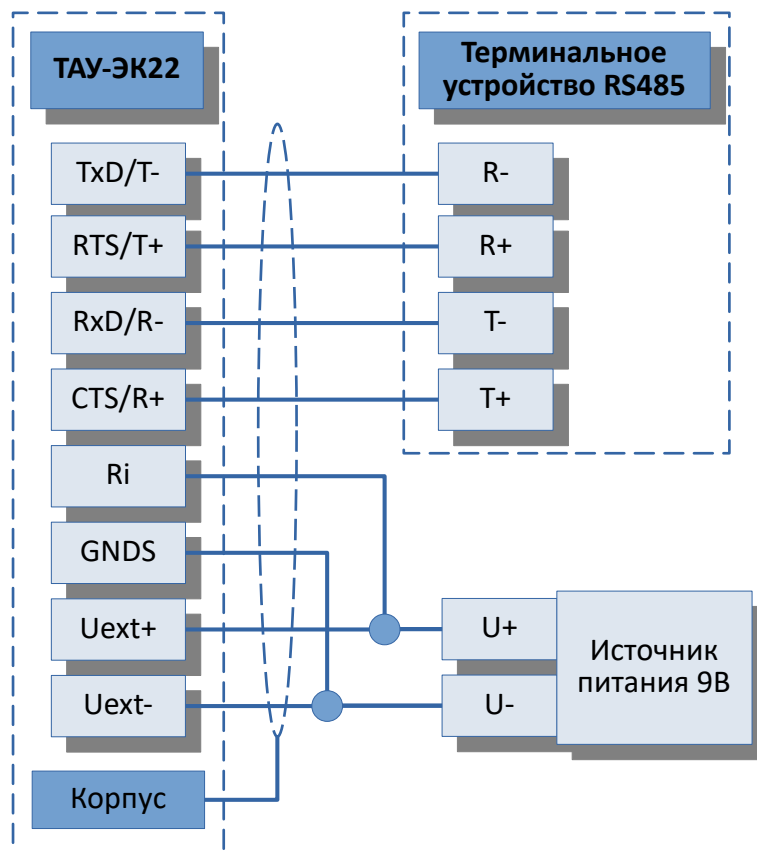 ТАУ-ЭК22
Терминальное
устройство RS485
TxD/T-
R-
RTS/T+
R+
RxD/R-
T-
CTS/R+
T+
Ri
GNDS
Uext+
U+
Uext-
U-
Источник
питания 9В
Корпус